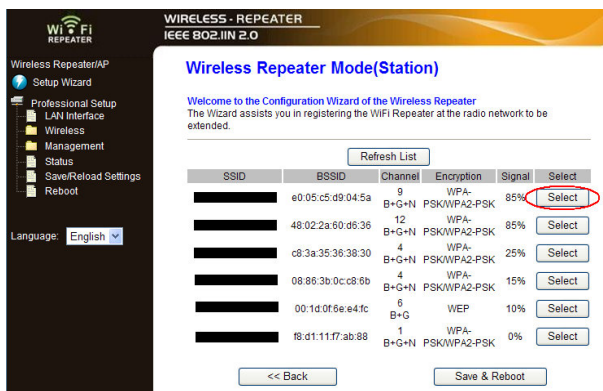 WiFi
REPEATER
WIRELESS - REPEATER
IEEE 802.11N 2.0
Wireless Repeater/AP
Setup Wizard
Professional Setup
LAN Interface
Wireless
Management
Status
Save/Reload Settings
Reboot
Language: English
Wireless Repeater Mode(Station)
Welcome to the Configuration Wizard of the Wireless Repeater
The Wizard assists you in registering the WiFi Repeater at the radio network to be
extended.
Refresh List
SSID BSSID Channel Encryption Signal Select
e0:05:c5:d9:04:5a 9 B+G+N WPA-PSK/WPA2-PSK 85% Select
48:02:2a:60:d6:36 12 B+G+N WPA-PSK/WPA2-PSK 85% Select
c8:3a:35:36:38:30 4 B+G+N WPA-PSK/WPA2-PSK 25% Select
08:86:3b:0c:c8:6b 4 B+G+N WPA-PSK/WPA2-PSK 15% Select
00:1d:0f:6e:e4:fc 6 B+G WEP 10% Select
f8:d1:11:f7:ab:88 1 B+G+N WPA-PSK/WPA2-PSK 0% Select
<< Back Save & Reboot